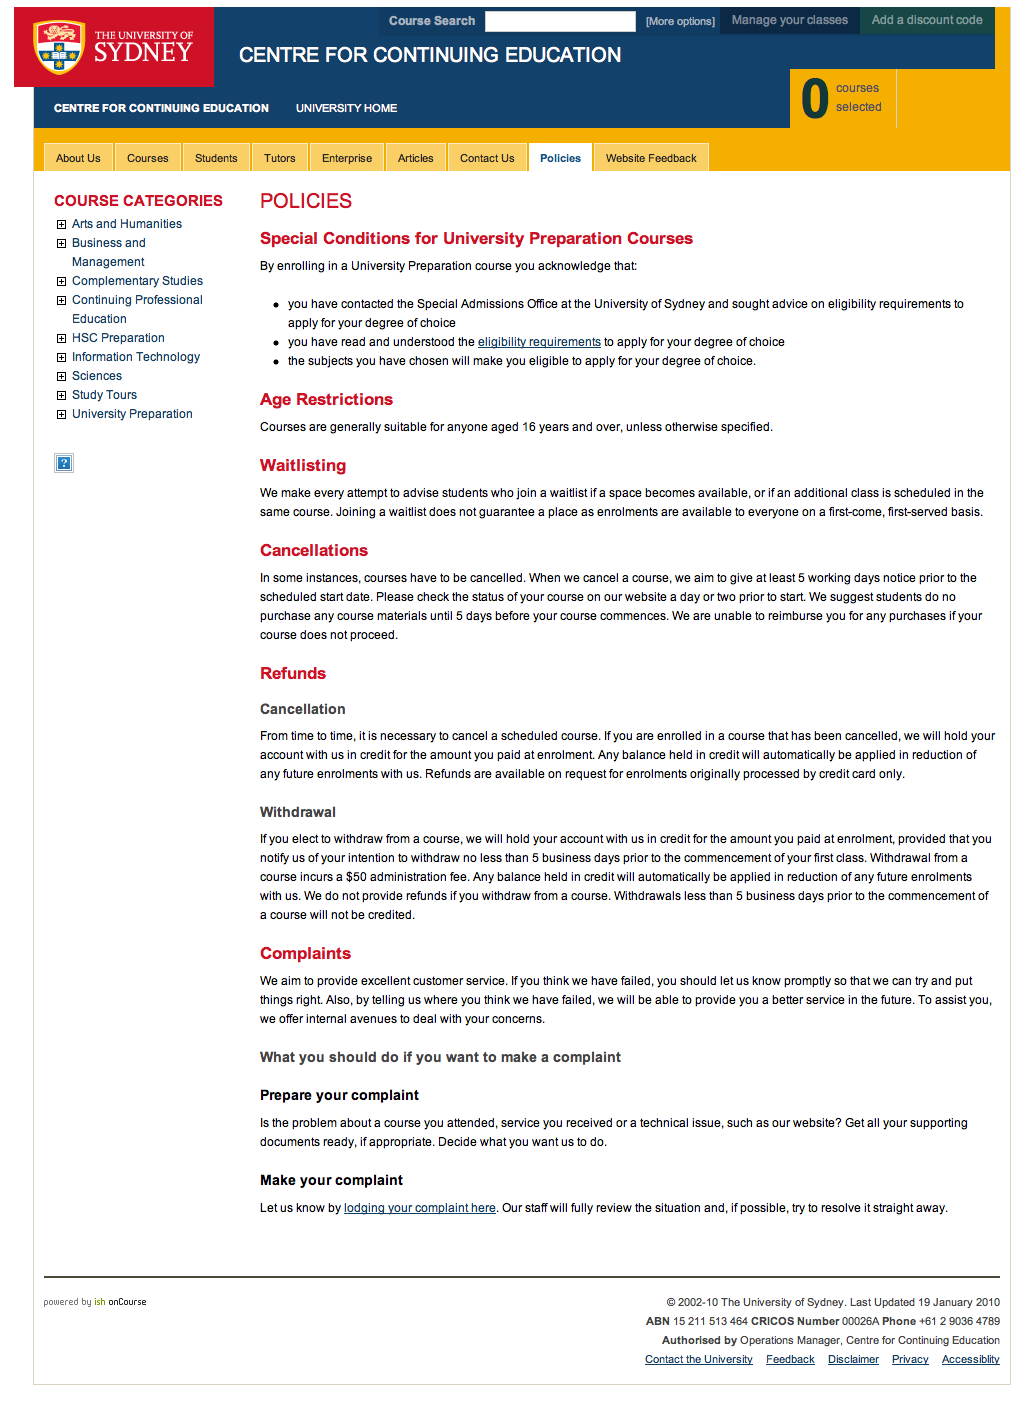 THE UNIVERSITY OF
SYDNEY
Course Search
[More options]
Manage your classes
Add a discount code
CENTRE FOR CONTINUING EDUCATION
CENTRE FOR CONTINUING EDUCATION
UNIVERSITY HOME
0
courses
selected
About Us
Courses
Students
Tutors
Enterprise
Articles
Contact Us
Policies
Website Feedback
COURSE CATEGORIES
Arts and Humanities
Business and
Management
Complementary Studies
Continuing Professional
Education
HSC Preparation
Information Technology
Sciences
Study Tours
University Preparation
?
POLICIES
Special Conditions for University Preparation Courses
By enrolling in a University Preparation course you acknowledge that:
you have contacted the Special Admissions Office at the University of Sydney and sought advice on eligibility requirements to
apply for your degree of choice
you have read and understood the eligibility requirements to apply for your degree of choice
the subjects you have chosen will make you eligible to apply for your degree of choice.
Age Restrictions
Courses are generally suitable for anyone aged 16 years and over, unless otherwise specified.
Waitlisting
We make every attempt to advise students who join a waitlist if a space becomes available, or if an additional class is scheduled in the
same course. Joining a waitlist does not guarantee a place as enrolments are available to everyone on a first-come, first-served basis.
Cancellations
In some instances, courses have to be cancelled. When we cancel a course, we aim to give at least 5 working days notice prior to the
scheduled start date. Please check the status of your course on our website a day or two prior to start. We suggest students do no
purchase any course materials until 5 days before your course commences. We are unable to reimburse you for any purchases if your
course does not proceed.
Refunds
Cancellation
From time to time, it is necessary to cancel a scheduled course. If you are enrolled in a course that has been cancelled, we will hold your
account with us in credit for the amount you paid at enrolment. Any balance held in credit will automatically be applied in reduction of
any future enrolments with us. Refunds are available on request for enrolments originally processed by credit card only.
Withdrawal
If you elect to withdraw from a course, we will hold your account with us in credit for the amount you paid at enrolment, provided that you
notify us of your intention to withdraw no less than 5 business days prior to the commencement of your first class. Withdrawal from a
course incurs a $50 administration fee. Any balance held in credit will automatically be applied in reduction of any future enrolments
with us. We do not provide refunds if you withdraw from a course. Withdrawals less than 5 business days prior to the commencement of
a course will not be credited.
Complaints
We aim to provide excellent customer service. If you think we have failed, you should let us know promptly so that we can try and put
things right. Also, by telling us where you think we have failed, we will be able to provide you a better service in the future. To assist you,
we offer internal avenues to deal with your concerns.
What you should do if you want to make a complaint
Prepare your complaint
Is the problem about a course you attended, service you received or a technical issue, such as our website? Get all your supporting
documents ready, if appropriate. Decide what you want us to do.
Make your complaint
Let us know by lodging your complaint here. Our staff will fully review the situation and, if possible, try to resolve it straight away.
powered by ish onCourse
© 2002-10 The University of Sydney. Last Updated 19 January 2010
ABN 15 211 513 464 CRICOS Number 00026A Phone +61 2 9036 4789
Authorised by Operations Manager, Centre for Continuing Education
Contact the University Feedback Disclaimer Privacy Accessiblity